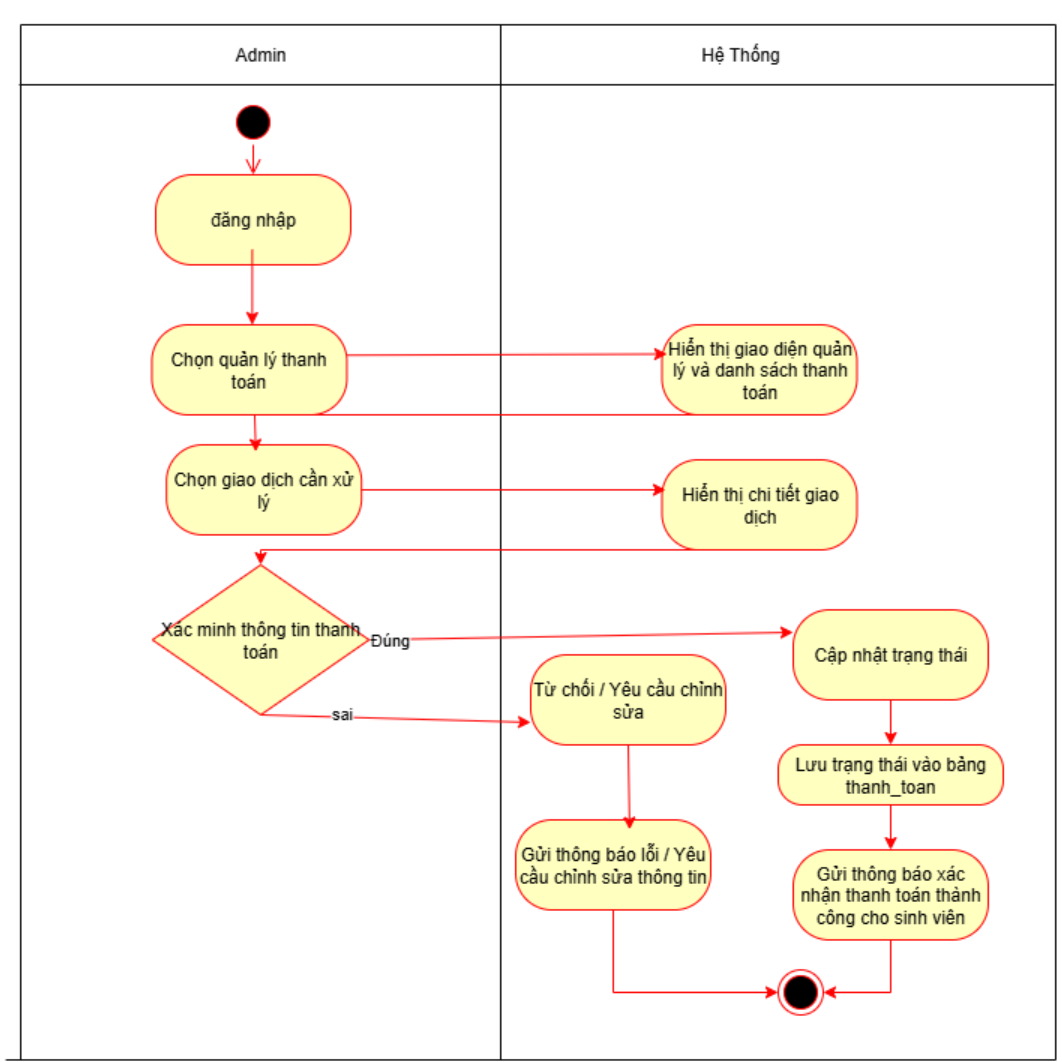 Admin
Hệ Thống
đăng nhập
Chọn quản lý thanh
toán
Hiển thị giao diện quản
lý và danh sách thanh
toán
Chọn giao dịch cần xử
lý
Hiển thị chi tiết giao
dịch
Xác minh thông tin thanh
toán
Đúng
Cập nhật trạng thái
Từ chối / Yêu cầu chỉnh
sửa
sai
Lưu trạng thái vào bảng
thanh_toan
Gửi thông báo lỗi / Yêu
cầu chỉnh sửa thông tin
Gửi thông báo xác
nhận thanh toán thành
công cho sinh viên